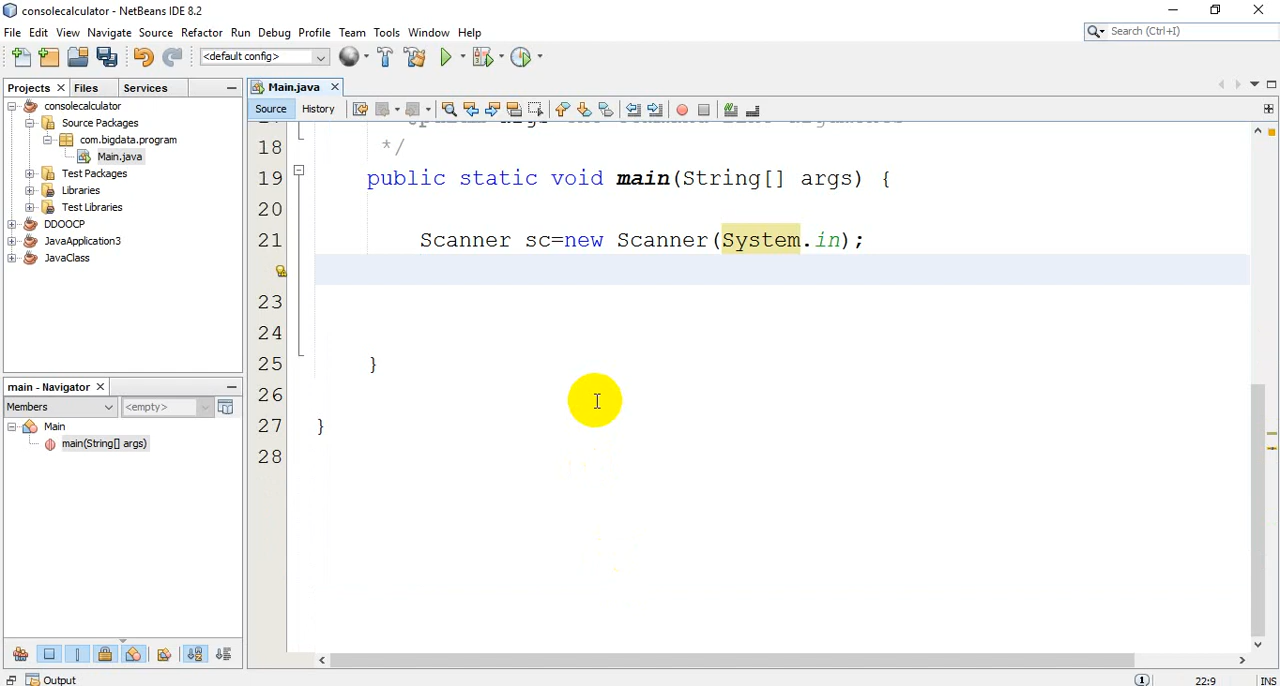 consolecalculator - NetBeans IDE 8.2
File Edit View Navigate Source Refactor Run Debug Profile Team Tools Window Help
Search (Ctrl+I)
<default config>
Projects Files Services
Main.java
consolecalculator
Source Packages
com.bigdata.program
Main.java
Test Packages
Libraries
Test Libraries
DDOOCP
JavaApplication3
JavaClass
Source History
18 */
19 public static void main(String[] args) {
20
21 Scanner sc=new Scanner(System.in);
23
24
25 }
26
27 }
28
main - Navigator
Members <empty>
Main
main(String[] args)
Output
1 22:9 INS